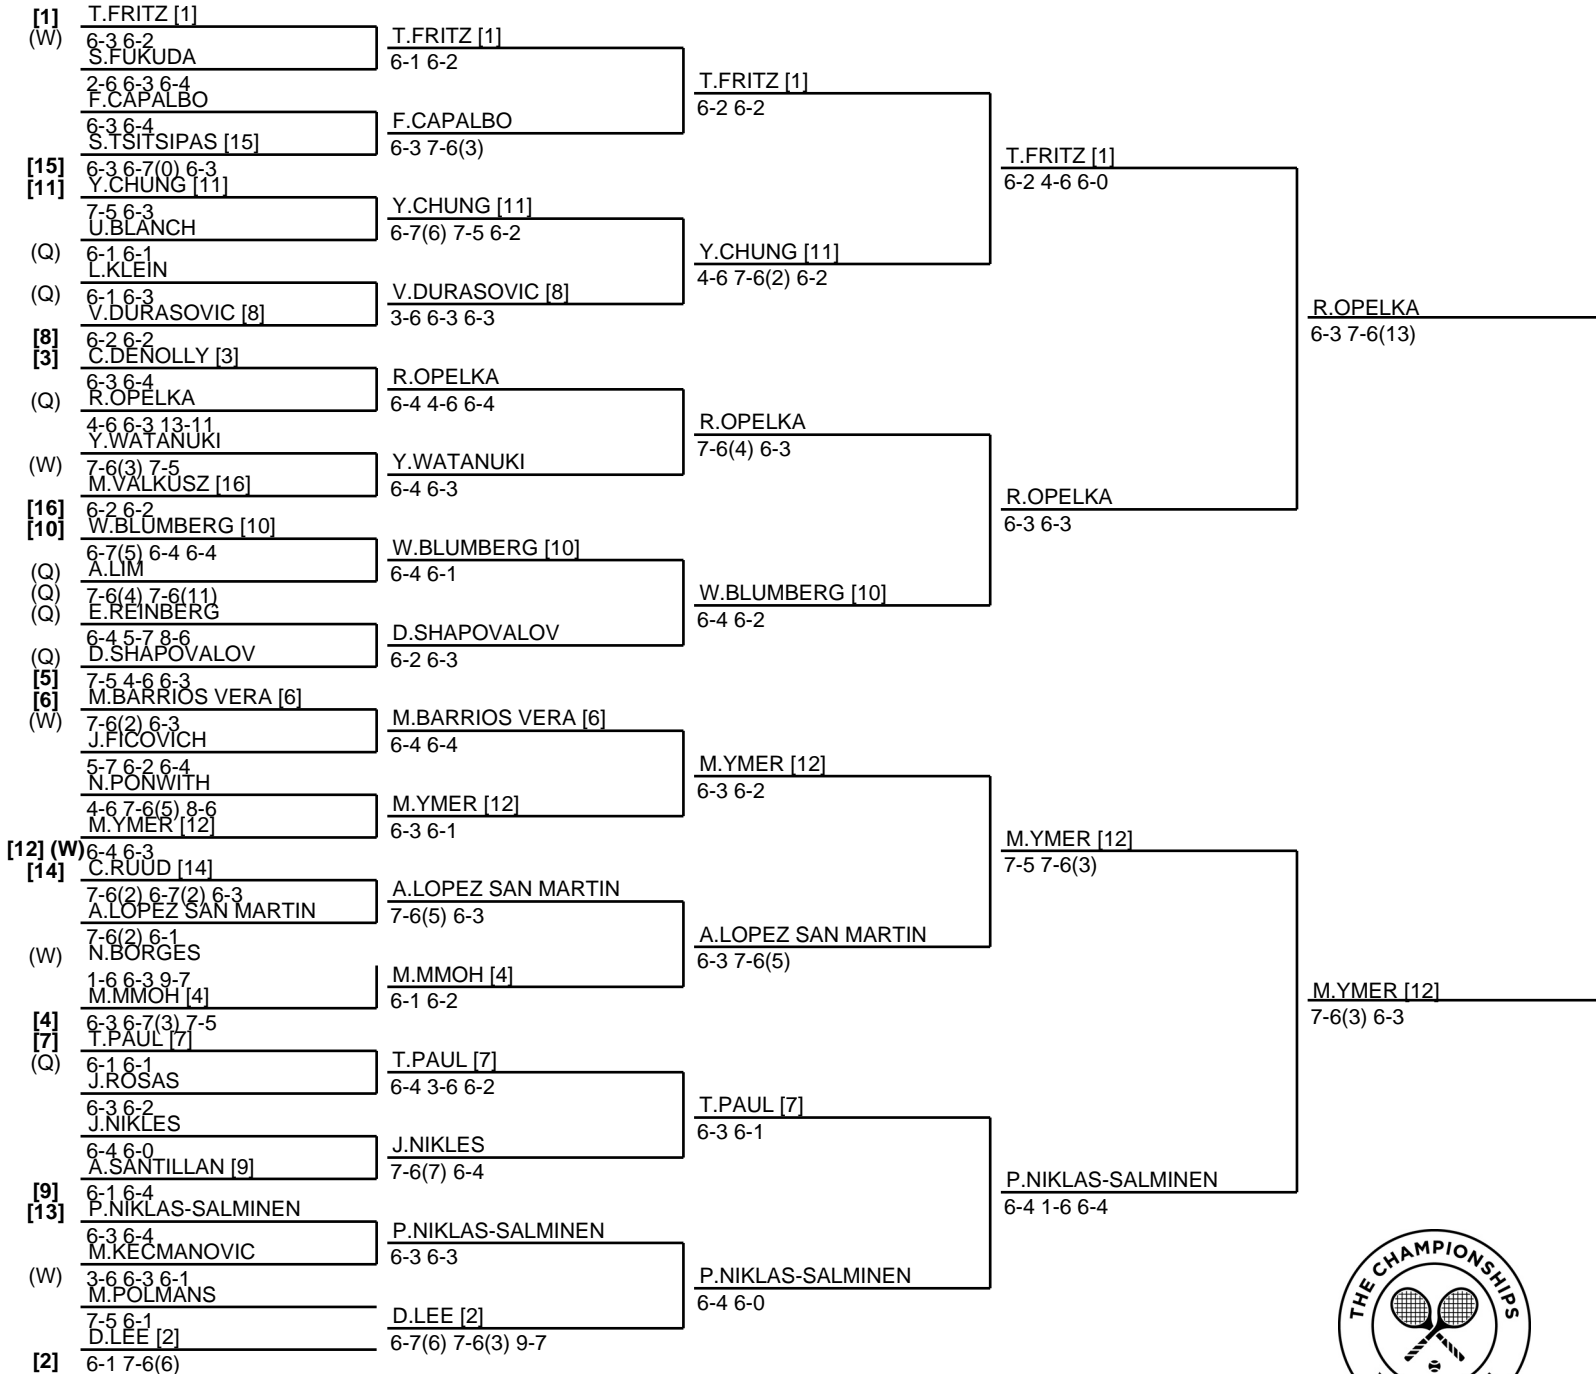 [1] T.FRITZ [1]
(W) 6-3 6-2
S.FUKUDA
2-6 6-3 6-4
F.CAPALBO
6-3 6-4
S.TSITSIPAS [15]
[15] 6-3 6-7(0) 6-3
[11] Y.CHUNG [11]
7-5 6-3
U.BLANCH
(Q) 6-1 6-1
L.KLEIN
(Q) 6-1 6-3
V.DURASOVIC [8]
[8] 6-2 6-2
[3] C.DENOLLY [3]
6-3 6-4
(Q) R.OPELKA
4-6 6-3 13-11
Y.WATANUKI
(W) 7-6(3) 7-5
M.VALKUSZ [16]
[16] 6-2 6-2
[10] W.BLUMBERG [10]
6-7(5) 6-4 6-4
(Q) A.LIM
(Q) 7-6(4) 7-6(11)
(Q) E.REINBERG
6-4 5-7 8-6
(Q) D.SHAPOVALOV
[5] 7-5 4-6 6-3
[6] M.BARRIOS VERA [6]
(W) 7-6(2) 6-3
J.FICOVICH
5-7 6-2 6-4
N.PONWITH
4-6 7-6(5) 8-6
M.YMER [12]
[12] (W) 6-4 6-3
[14] C.RUUD [14]
7-6(2) 6-7(2) 6-3
A.LOPEZ SAN MARTIN
7-6(2) 6-1
(W) N.BORGES
1-6 6-3 9-7
M.MMOH [4]
[4] 6-3 6-7(3) 7-5
[7] T.PAUL [7]
(Q) 6-1 6-1
J.ROSAS
6-3 6-2
J.NIKLES
6-4 6-0
A.SANTILLAN [9]
[9] 6-1 6-4
[13] P.NIKLAS-SALMINEN
6-3 6-4
M.KECMANOVIC
(W) 3-6 6-3 6-1
M.POLMANS
7-5 6-1
D.LEE [2]
[2] 6-1 7-6(6)
T.FRITZ [1]
6-1 6-2
F.CAPALBO
6-3 7-6(3)
Y.CHUNG [11]
6-7(6) 7-5 6-2
V.DURASOVIC [8]
3-6 6-3 6-3
R.OPELKA
6-4 4-6 6-4
Y.WATANUKI
6-4 6-3
W.BLUMBERG [10]
6-4 6-1
D.SHAPOVALOV
6-2 6-3
M.BARRIOS VERA [6]
6-4 6-4
M.YMER [12]
6-3 6-1
A.LOPEZ SAN MARTIN
7-6(5) 6-3
M.MMOH [4]
6-1 6-2
T.PAUL [7]
6-4 3-6 6-2
J.NIKLES
7-6(7) 6-4
P.NIKLAS-SALMINEN
6-3 6-3
D.LEE [2]
6-7(6) 7-6(3) 9-7
T.FRITZ [1]
6-2 6-2
Y.CHUNG [11]
4-6 7-6(2) 6-2
R.OPELKA
7-6(4) 6-3
W.BLUMBERG [10]
6-4 6-2
M.YMER [12]
6-3 6-2
A.LOPEZ SAN MARTIN
6-3 7-6(5)
T.PAUL [7]
6-3 6-1
P.NIKLAS-SALMINEN
6-4 6-0
T.FRITZ [1]
6-2 4-6 6-0
R.OPELKA
6-3 6-3
M.YMER [12]
7-5 7-6(3)
P.NIKLAS-SALMINEN
6-4 1-6 6-4
R.OPELKA
6-3 7-6(13)
M.YMER [12]
7-6(3) 6-3
THE CHAMPIONSHIPS